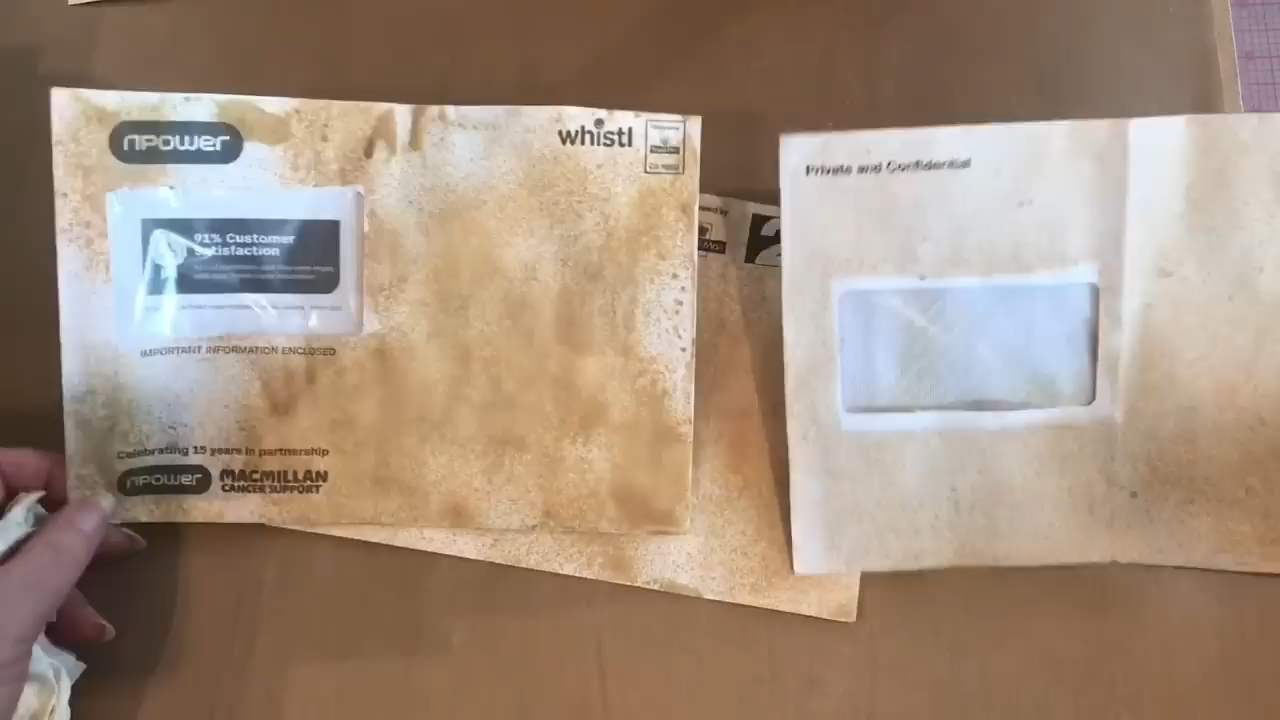 npower
whistl
91% Customer
Satisfaction
IMPORTANT INFORMATION ENCLOSED
Celebrating 15 years in partnership
npower
MACMILLAN
CANCER SUPPORT
2
Private and Confidential